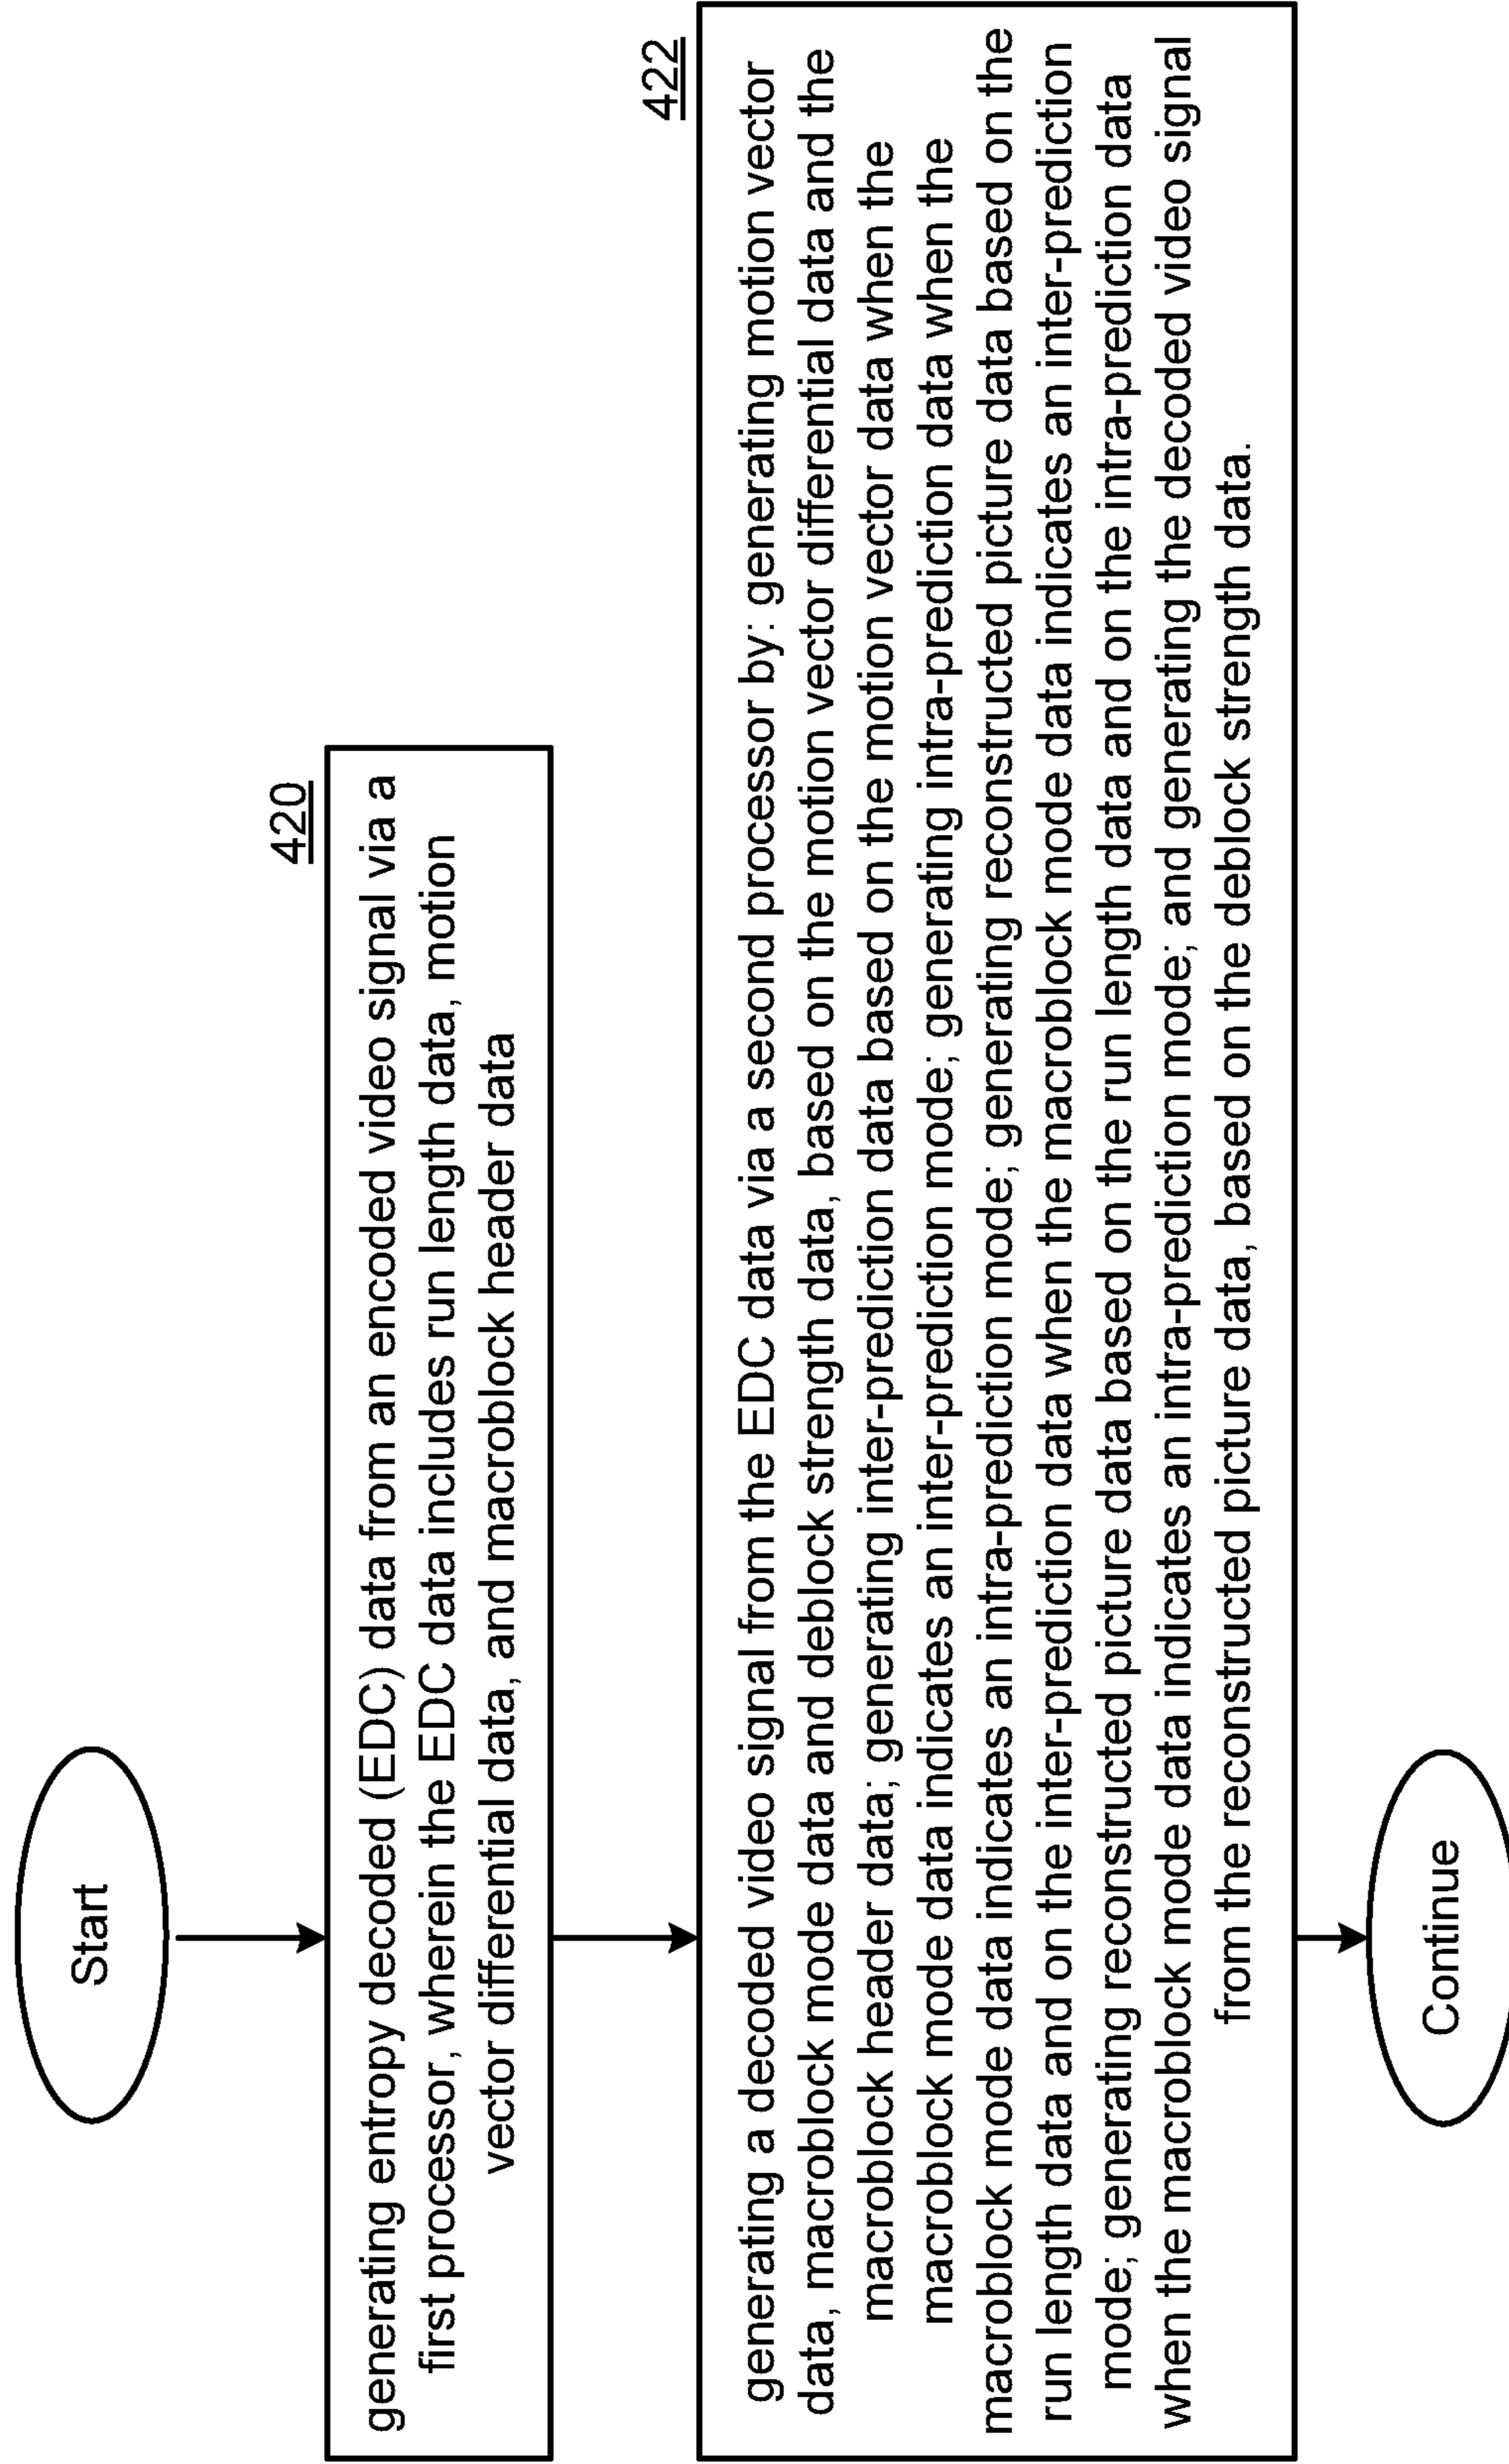 Start
420
generating entropy decoded (EDC) data from an encoded video signal via a
first processor, wherein the EDC data includes run length data, motion
vector differential data, and macroblock header data
422
generating a decoded video signal from the EDC data via a second processor by: generating motion vector
data, macroblock mode data and deblock strength data, based on the motion vector differential data and the
macroblock header data; generating inter-prediction data based on the motion vector data when the
macroblock mode data indicates an inter-prediction mode; generating intra-prediction data when the
macroblock mode data indicates an intra-prediction mode; generating reconstructed picture data based on the
run length data and on the inter-prediction data when the macroblock mode data indicates an inter-prediction
mode; generating reconstructed picture data based on the run length data and on the intra-prediction data
when the macroblock mode data indicates an intra-prediction mode; and generating the decoded video signal
from the reconstructed picture data, based on the deblock strength data.
Continue